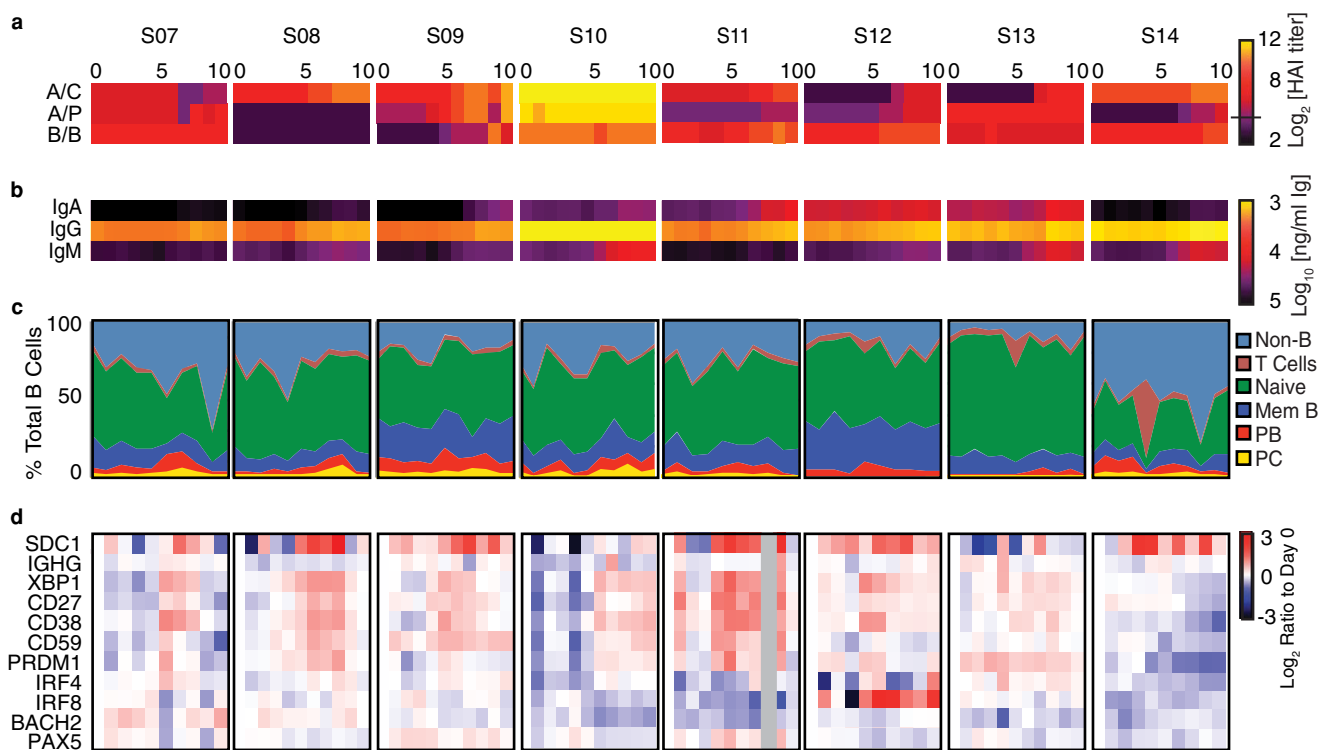 a
S07 S08 S09 S10 S11 S12 S13 S14
0 5 10 0 5 10 0 5 10 0 5 10 0 5 10 0 5 10 0 5 10 0 5 10
A/C
A/P
B/B
12
8
4
2
Log2 [HAI titer]
b
IgA
IgG
IgM
3
4
5
Log10 [ng/ml Ig]
c
100
50
0
% Total B Cells
Non-B
T Cells
Naive
Mem B
PB
PC
d
SDC1
IGHG
XBP1
CD27
CD38
CD59
PRDM1
IRF4
IRF8
BACH2
PAX5
3
0
-3
Log2 Ratio to Day 0